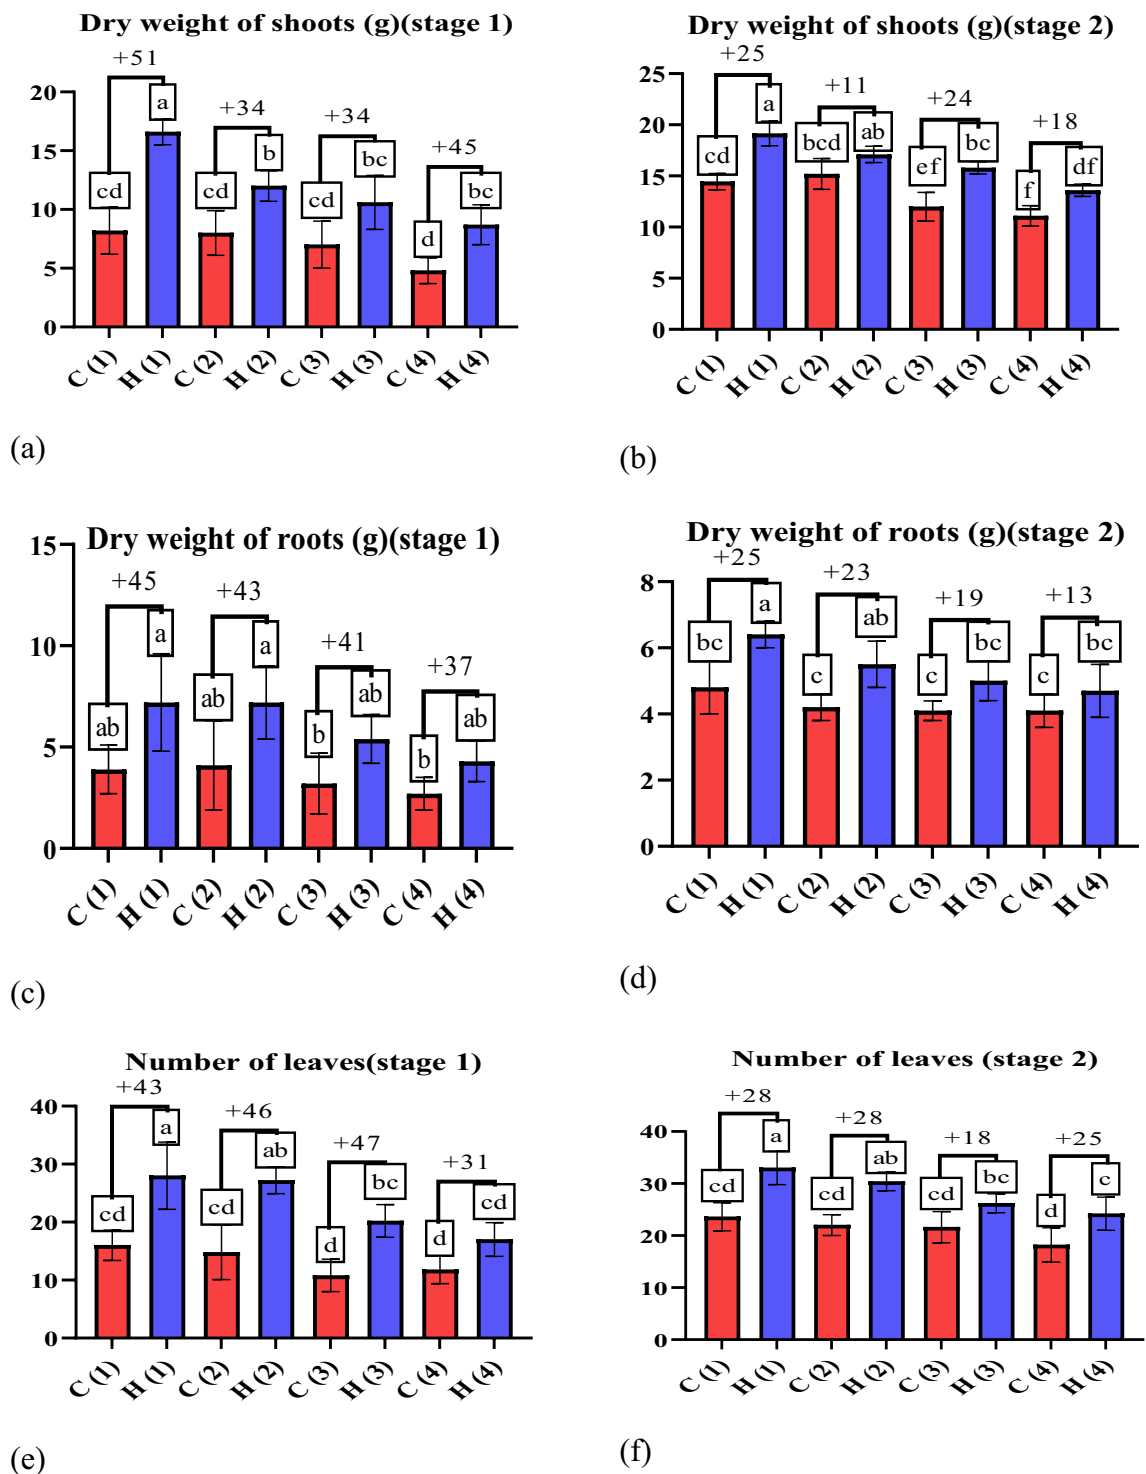 Dry weight of shoots (g)(stage 1)
+51
+34
+34
+45
20
15
10
5
0
cd
a
cd
b
cd
bc
d
bc
C (1)
H (1)
C (2)
H (2)
C (3)
H (3)
C (4)
H (4)
(a)
Dry weight of shoots (g)(stage 2)
+25
+11
+24
+18
25
20
15
10
5
0
cd
a
bcd
ab
ef
bc
f
df
C (1)
H (1)
C (2)
H (2)
C (3)
H (3)
C (4)
H (4)
(b)
Dry weight of roots (g)(stage 1)
+45
+43
+41
+37
15
10
5
0
ab
a
ab
a
b
ab
b
ab
C (1)
H (1)
C (2)
H (2)
C (3)
H (3)
C (4)
H (4)
(c)
Dry weight of roots (g)(stage 2)
+25
+23
+19
+13
8
6
4
2
0
bc
a
c
ab
c
bc
c
bc
C (1)
H (1)
C (2)
H (2)
C (3)
H (3)
C (4)
H (4)
(d)
Number of leaves(stage 1)
+43
+46
+47
+31
40
30
20
10
0
cd
a
cd
ab
d
bc
d
cd
C (1)
H (1)
C (2)
H (2)
C (3)
H (3)
C (4)
H (4)
(e)
Number of leaves (stage 2)
+28
+28
+18
+25
40
30
20
10
0
cd
a
cd
ab
cd
bc
d
c
C (1)
H (1)
C (2)
H (2)
C (3)
H (3)
C (4)
H (4)
(f)